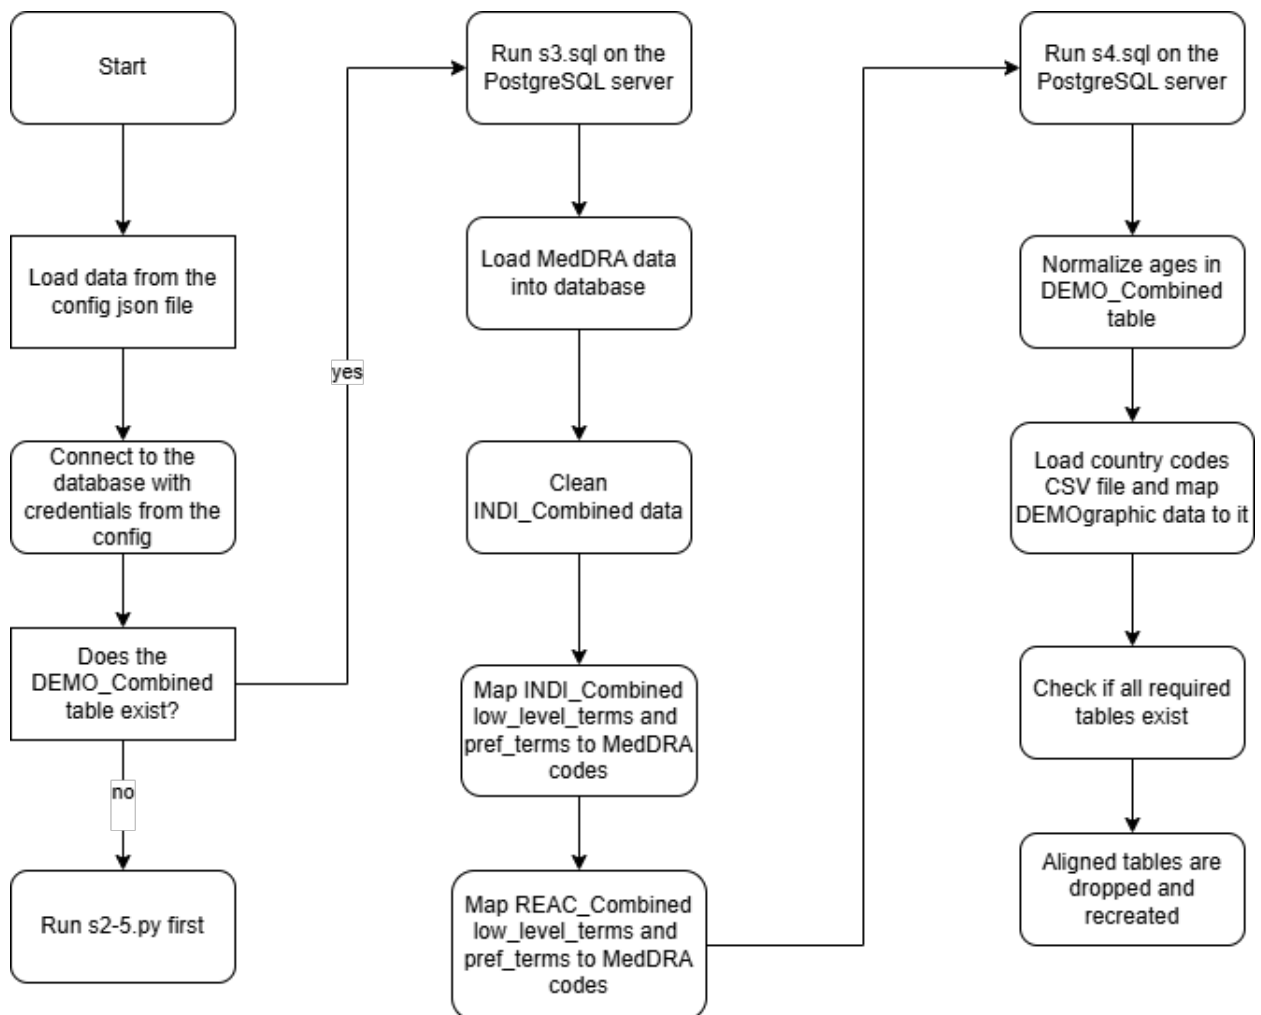 Start
Load data from the
config json file
Connect to the
database with
credentials from the
config
Does the
DEMO_Combined
table exist?
no
Run s2-5.py first
yes
Run s3.sql on the
PostgreSQL server
Load MedDRA data
into database
Clean
INDI_Combined data
Map INDI_Combined
low_level_terms and
pref_terms to MedDRA
codes
Map REAC_Combined
low_level_terms and
pref_terms to MedDRA
codes
Run s4.sql on the
PostgreSQL server
Normalize ages in
DEMO_Combined
table
Load country codes
CSV file and map
DEMOgraphic data to it
Check if all required
tables exist
Aligned tables are
dropped and
recreated